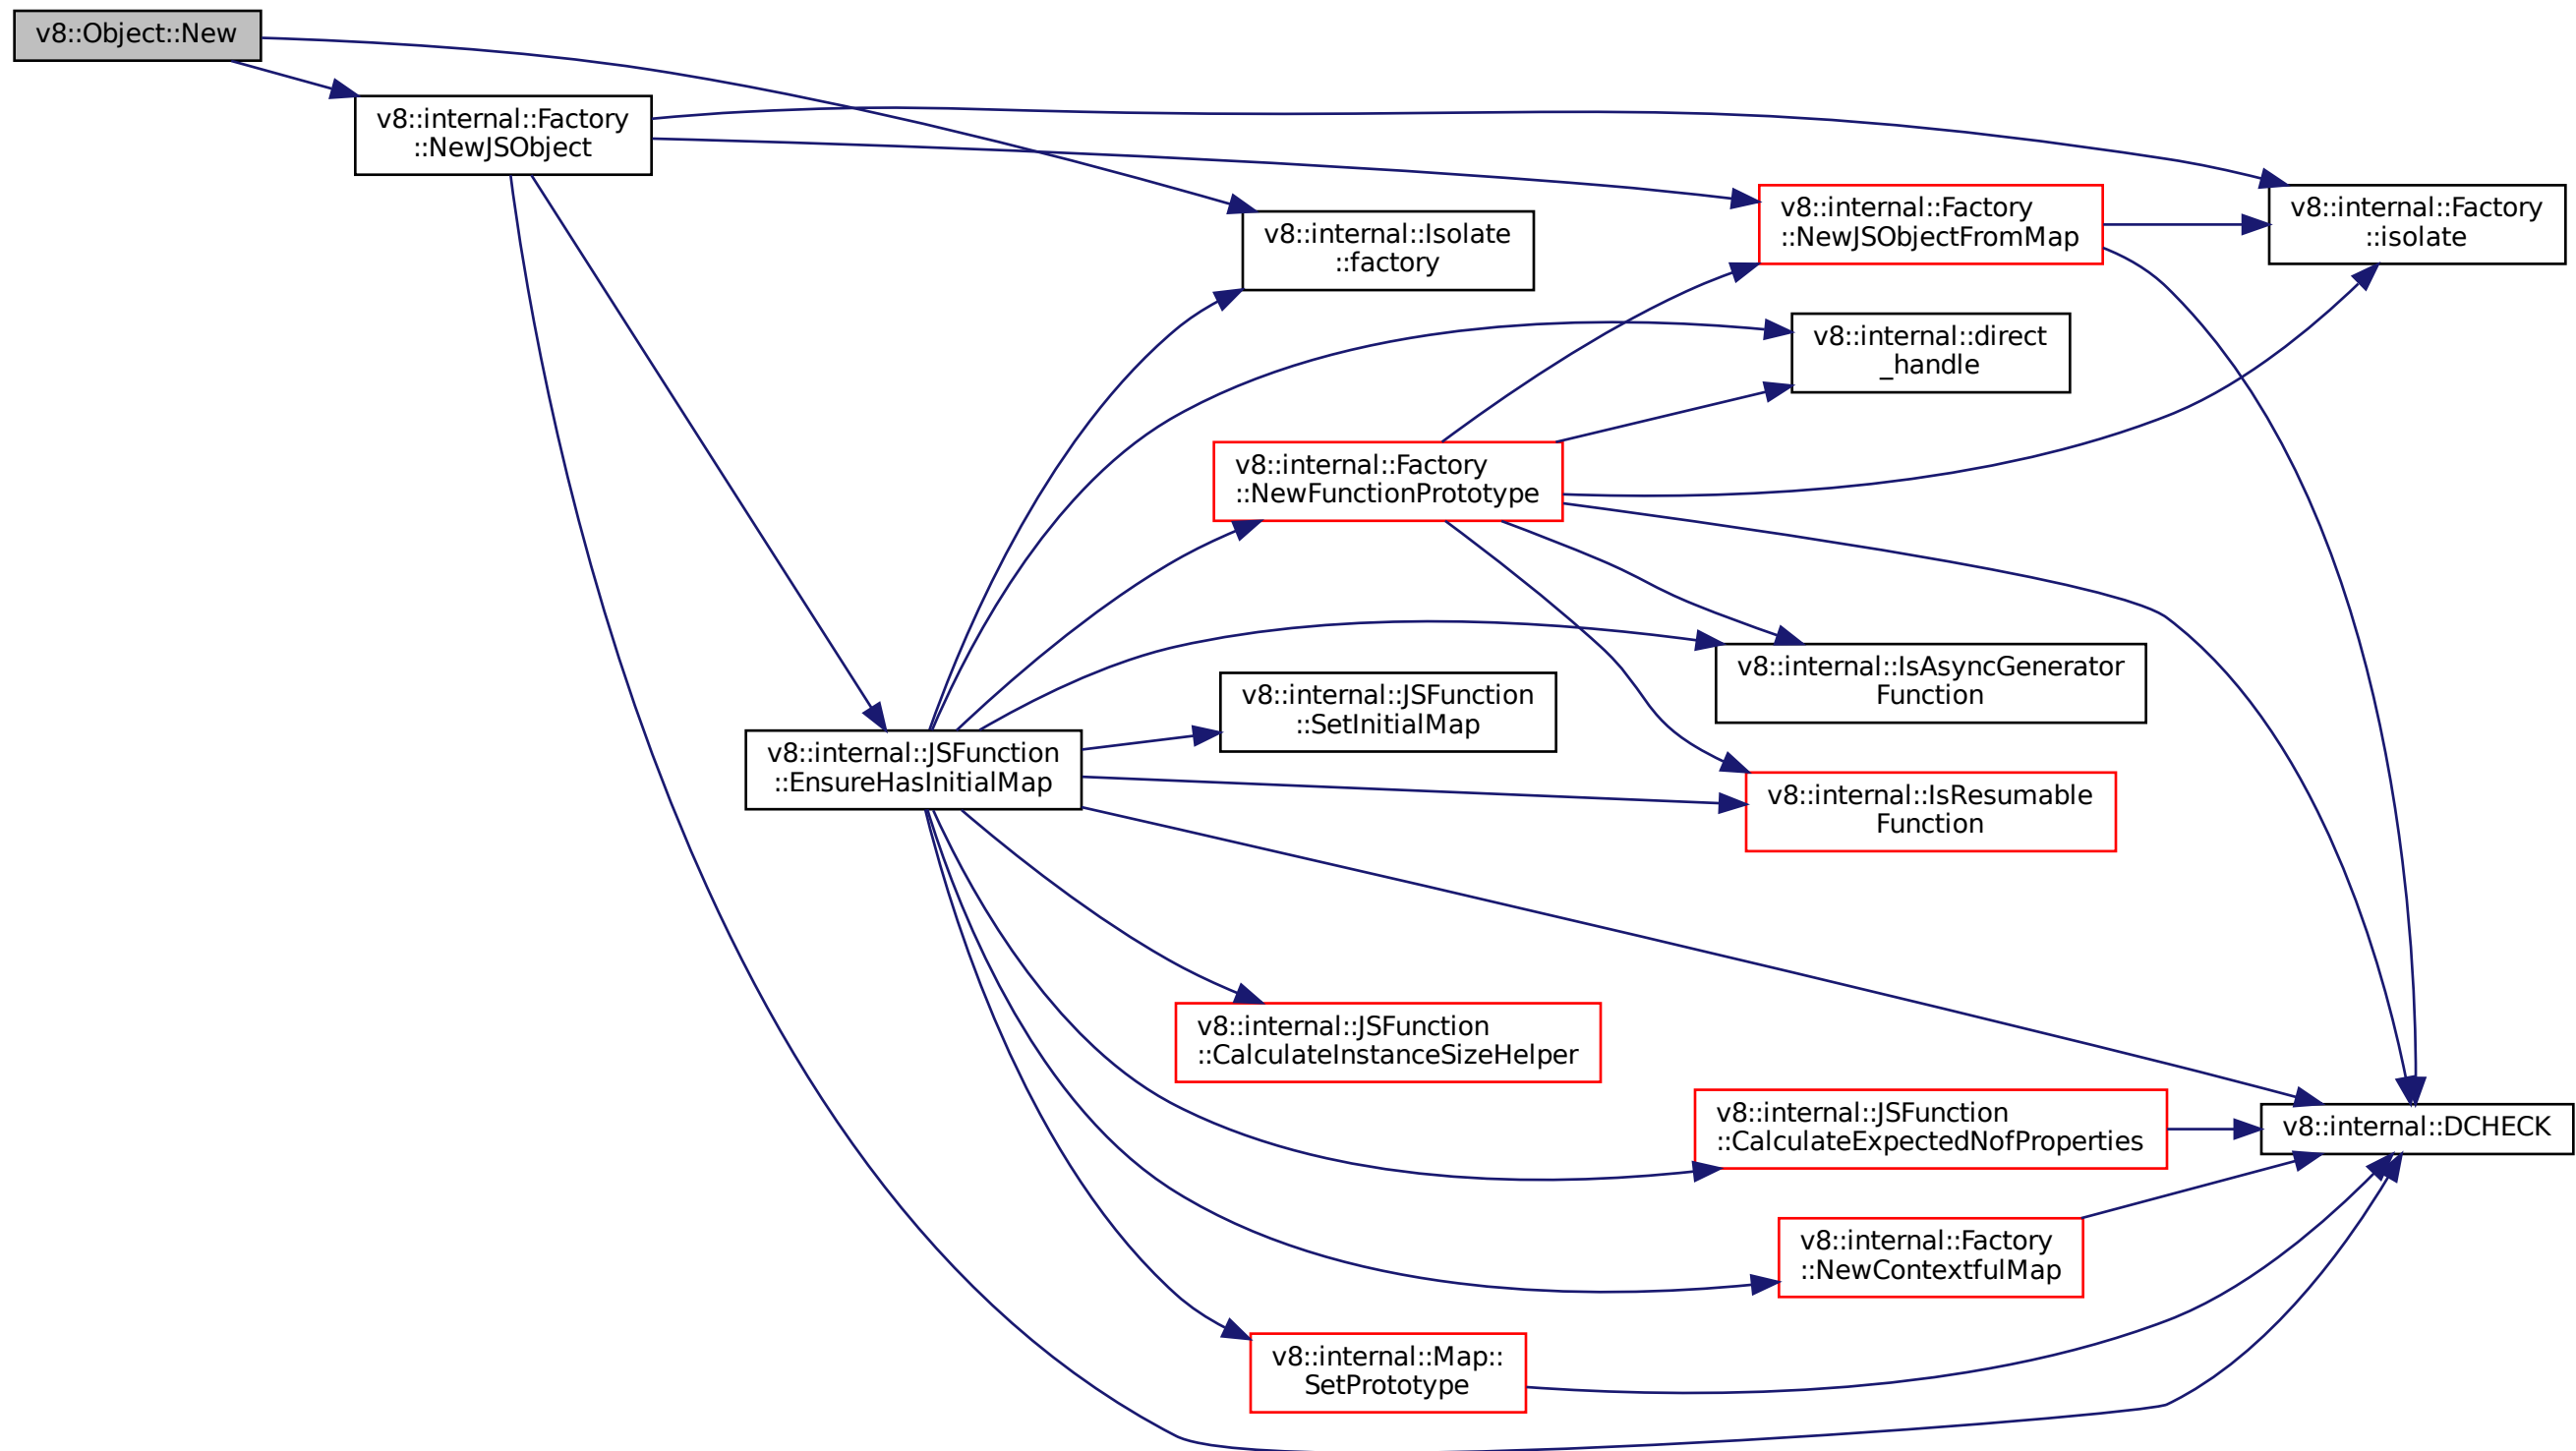 v8::Object::New
v8::internal::Factory
::NewJSObject
v8::internal::Factory
::NewJSObjectFromMap
v8::internal::Factory
::isolate
v8::internal::Isolate
::factory
v8::internal::direct
_handle
v8::internal::Factory
::NewFunctionPrototype
v8::internal::IsAsyncGenerator
Function
v8::internal::JSFunction
::SetInitialMap
v8::internal::JSFunction
::EnsureHasInitialMap
v8::internal::IsResumable
Function
v8::internal::JSFunction
::CalculateInstanceSizeHelper
v8::internal::JSFunction
::CalculateExpectedNofProperties
v8::internal::DCHECK
v8::internal::Factory
::NewContextfulMap
v8::internal::Map::
SetPrototype